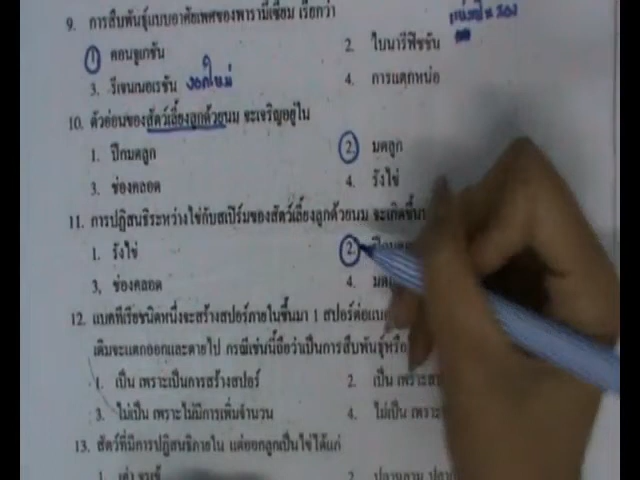 9. การสืบพันธุ์แบบอาศัยเพศของพารามีเซียม เรียกว่า
1 คอนจูเกชัน
2. ไบนารีฟิชชัน
3. รีเจนเนอเรชัน งอกใหม่
4. การแตกหน่อ
10. ตัวอ่อนของสัตว์เลี้ยงลูกด้วยนม จะเจริญอยู่ใน
1. ปีกมดลูก
2. มดลูก
3. ช่องคลอด
4. รังไข่
11. การปฏิสนธิระหว่างไข่กับสเปิร์มของสัตว์เลี้ยงลูกด้วยนม จะเกิดขึ้น
1. รังไข่
2.
3. ช่องคลอด
4. มด
12. แบคทีเรียชนิดหนึ่งจะสร้างสปอร์ภายในขึ้นมา 1 สปอร์ต่อ
เดิมจะแตกออกและตายไป กรณีเช่นนี้ถือว่าเป็นการสืบพันธุ์หรือ
1. เป็น เพราะเป็นการสร้างสปอร์
2. เป็น เพราะ
3. ไม่เป็น เพราะไม่มีการเพิ่มจำนวน
4. ไม่เป็น เพราะ
13. สัตว์ที่มีการปฏิสนธิภายใน แต่ออกลูกเป็นไข่ ได้แก่
1. เต่า จระเข้
2. ปลาฉลาม